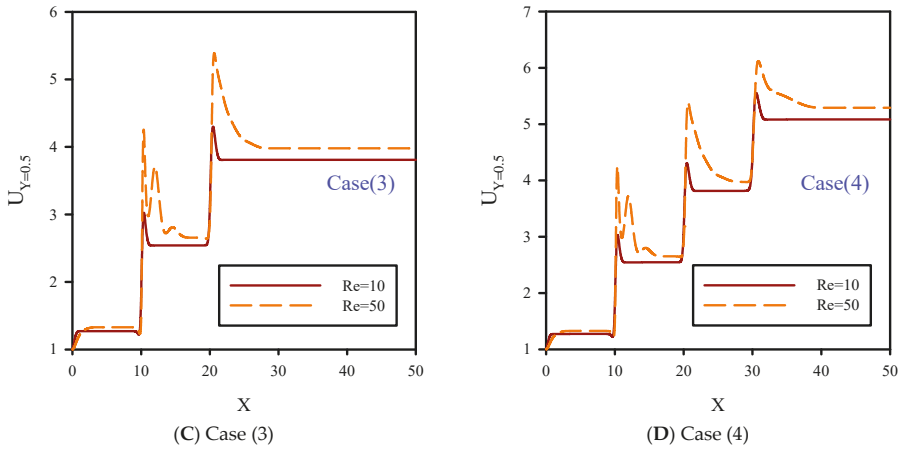 6
5
4
3
2
1
U_{Y=0.5}
Case(3)
Re=10
Re=50
0 10 20 30 40 50
X
(C) Case (3)
7
6
5
4
3
2
1
U_{Y=0.5}
Case(4)
Re=10
Re=50
0 10 20 30 40 50
X
(D) Case (4)